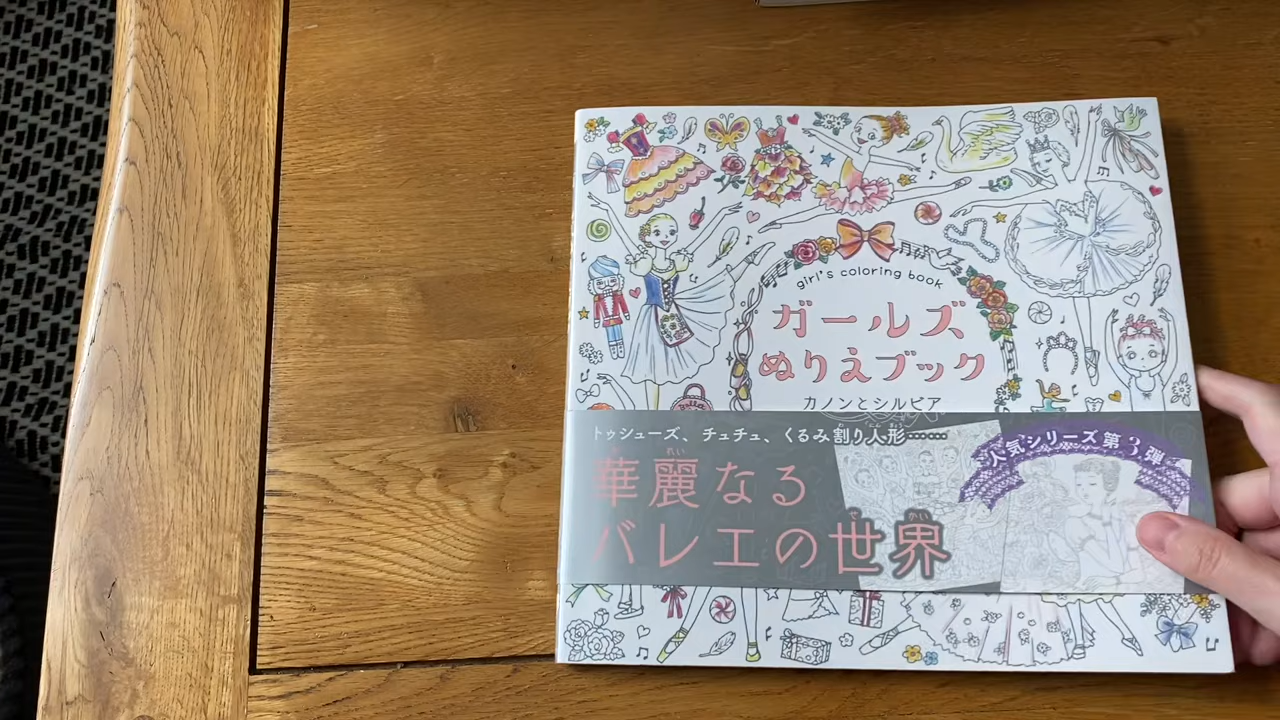 girl's coloring book
ガールズ
ぬりえブック
カノンとシルビア
トゥシューズ、チュチュ、くるみ割り人形……
華麗なる
バレエの世界
人気シリーズ第3弾